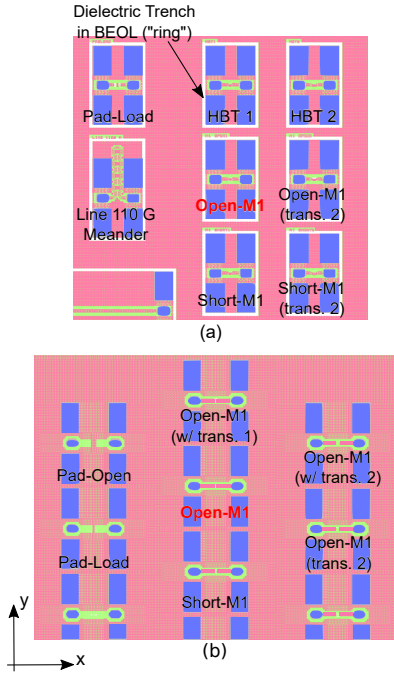 Dielectric Trench
in BEOL ("ring")
Pad-Load
HBT 1
HBT 2
Line 110 G
Meander
Open-M1
Open-M1
(trans. 2)
Short-M1
Short-M1
(trans. 2)
(a)
Open-M1
(w/ trans. 1)
Pad-Open
Open-M1
(w/ trans. 2)
Open-M1
Pad-Load
Open-M1
(trans. 2)
Short-M1
y
x
(b)